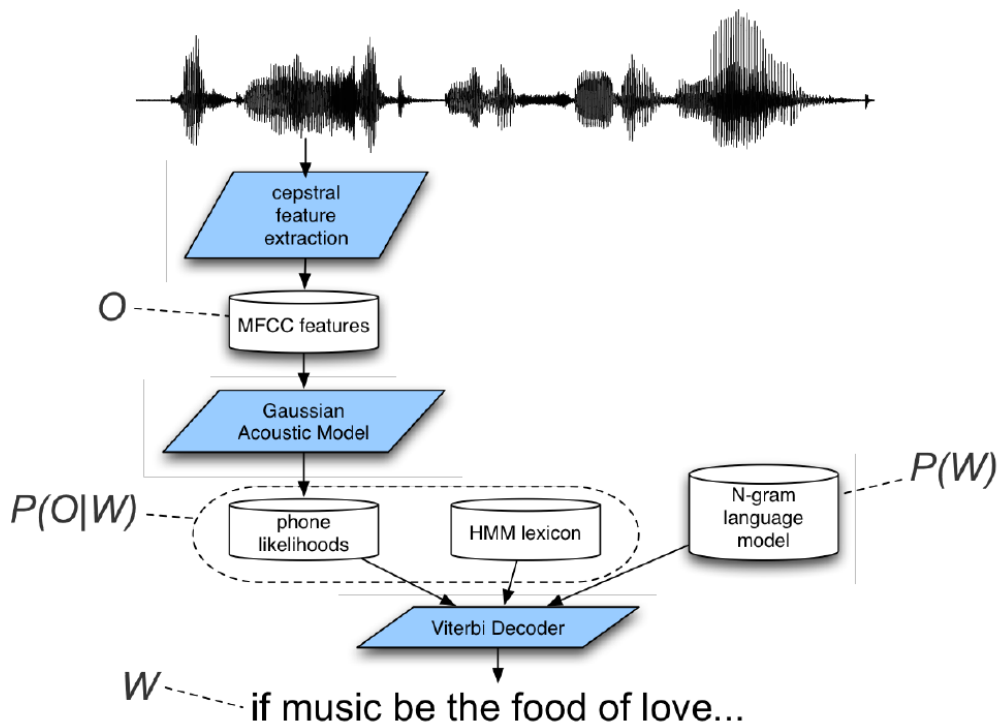 cepstral
feature
extraction
O
MFCC features
Gaussian
Acoustic Model
P(O|W)
phone
likelihoods
HMM lexicon
N-gram
language
model
P(W)
Viterbi Decoder
W
if music be the food of love...